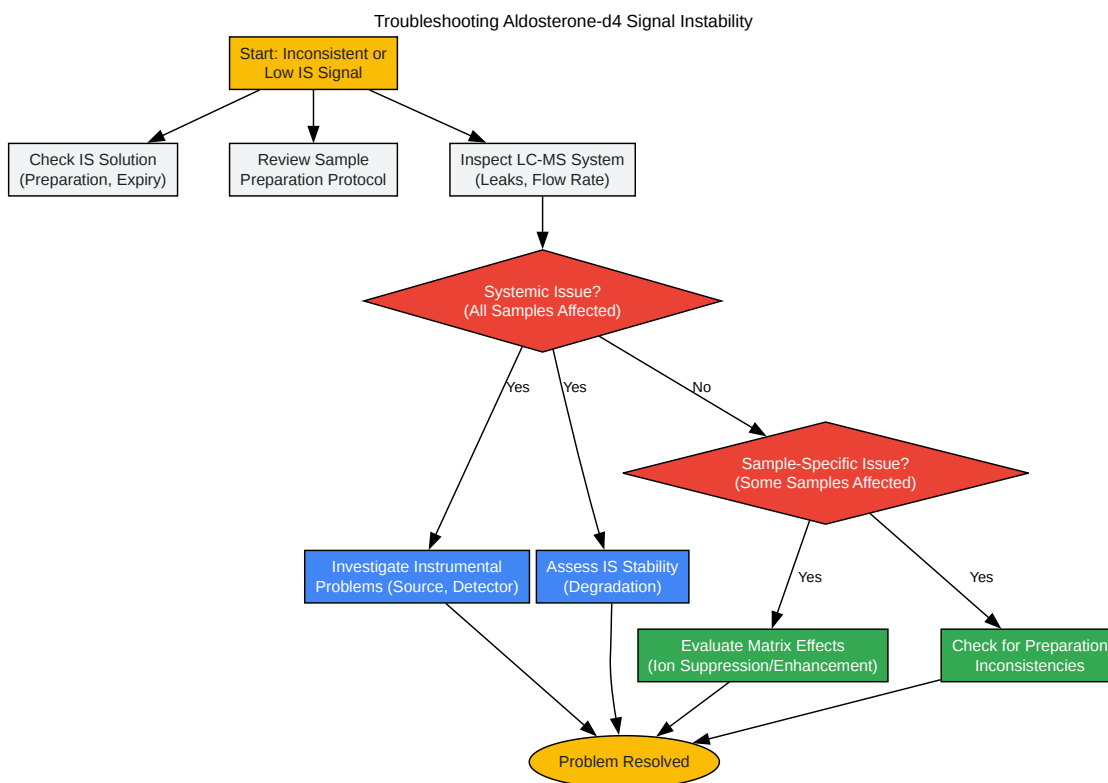 Troubleshooting Aldosterone-d4 Signal Instability
Start: Inconsistent or
Low IS Signal
Check IS Solution
(Preparation, Expiry)
Review Sample
Preparation Protocol
Inspect LC-MS System
(Leaks, Flow Rate)
Systemic Issue?
(All Samples Affected)
Yes
Yes
No
Sample-Specific Issue?
(Some Samples Affected)
Investigate Instrumental
Problems (Source, Detector)
Assess IS Stability
(Degradation)
Yes
Yes
Evaluate Matrix Effects
(Ion Suppression/Enhancement)
Check for Preparation
Inconsistencies
Problem Resolved